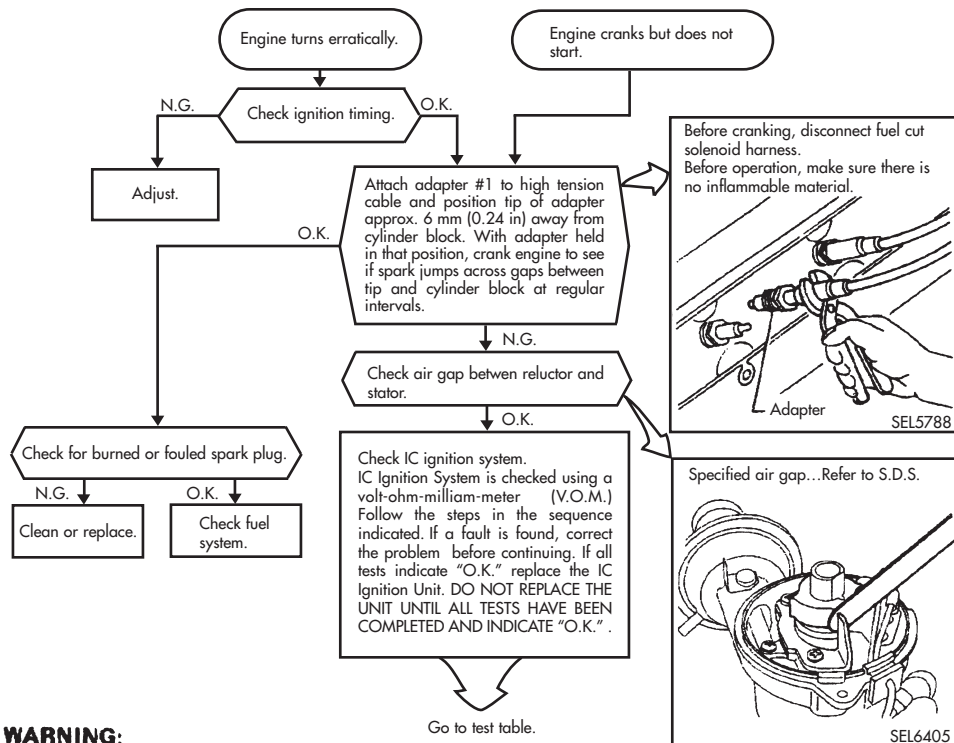 Engine turns erratically.
Engine cranks but does not
start.
N.G.
Check ignition timing.
O.K.
Adjust.
Attach adapter #1 to high tension
cable and position tip of adapter
approx. 6 mm (0.24 in) away from
cylinder block. With adapter held
in that position, crank engine to see
if spark jumps across gaps between
tip and cylinder block at regular
intervals.
O.K.
N.G.
Before cranking, disconnect fuel cut
solenoid harness.
Before operation, make sure there is
no inflammable material.
Adapter
SEL5788
Check air gap betwen reluctor and
stator.
O.K.
Check for burned or fouled spark plug.
N.G.
O.K.
Clean or replace.
Check fuel
system.
Check IC ignition system.
IC Ignition System is checked using a
volt-ohm-milliam-meter (V.O.M.)
Follow the steps in the sequence
indicated. If a fault is found, correct
the problem before continuing. If all
tests indicate “O.K.” replace the IC
Ignition Unit. DO NOT REPLACE THE
UNIT UNTIL ALL TESTS HAVE BEEN
COMPLETED AND INDICATE “O.K.” .
Specified air gap...Refer to S.D.S.
SEL6405
Go to test table.
WARNING: